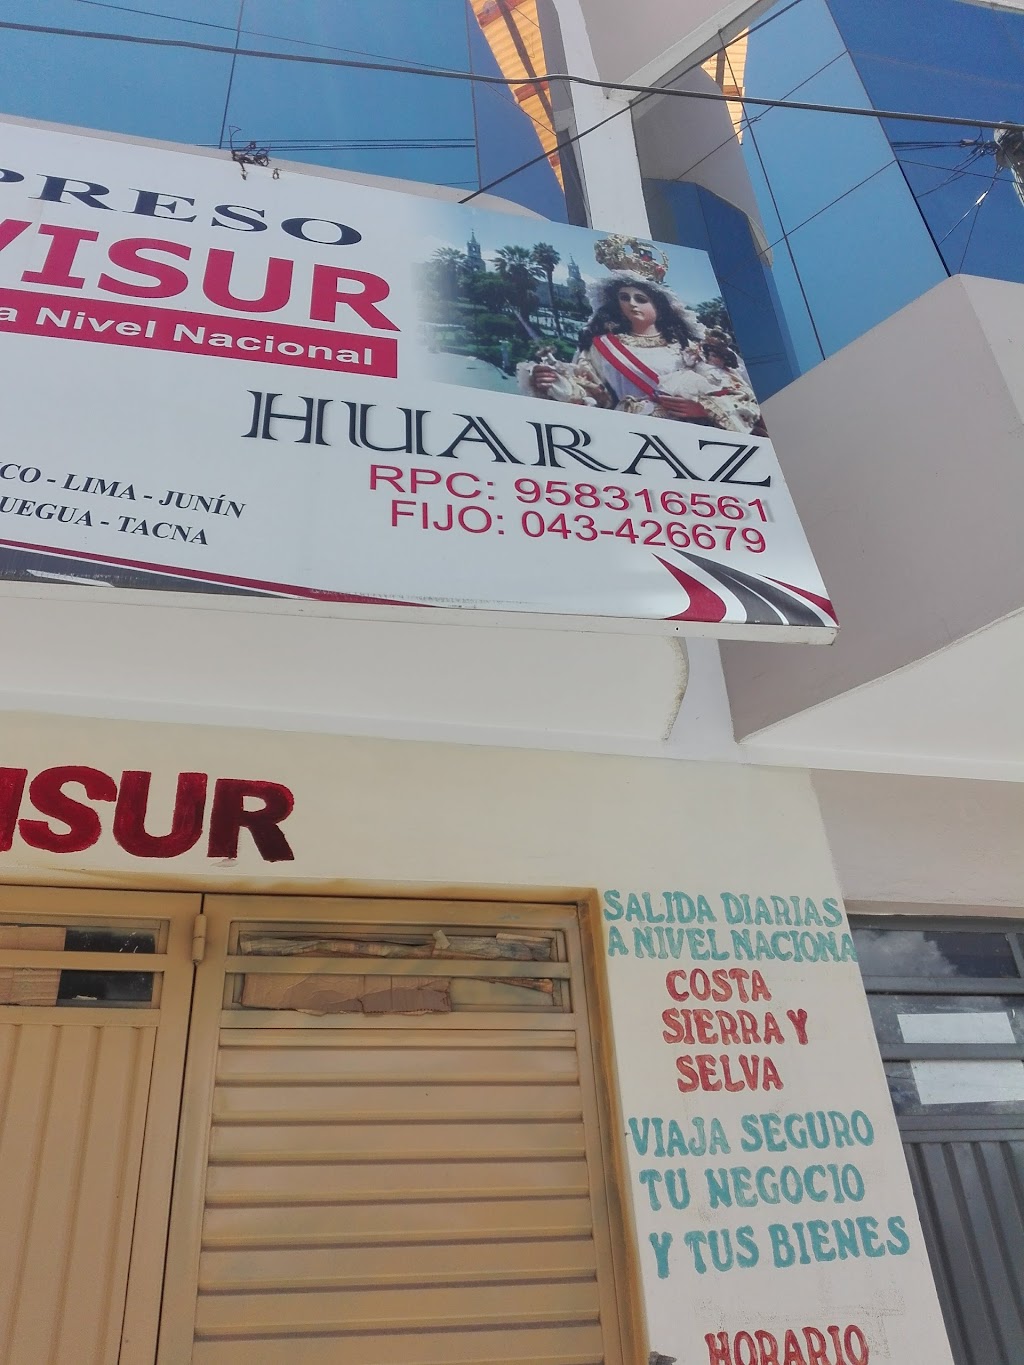 PRESO
VISUR
a Nivel Nacional
HUARAZ
RPC: 958316561
FIJO: 043-426679
CO - LIMA - JUNÍN
UEGUA - TACNA
ISUR
SALIDA DIARIAS
A NIVEL NACIONA
COSTA
SIERRA Y
SELVA
VIAJA SEGURO
TU NEGOCIO
Y TUS BIENES
HORARIO